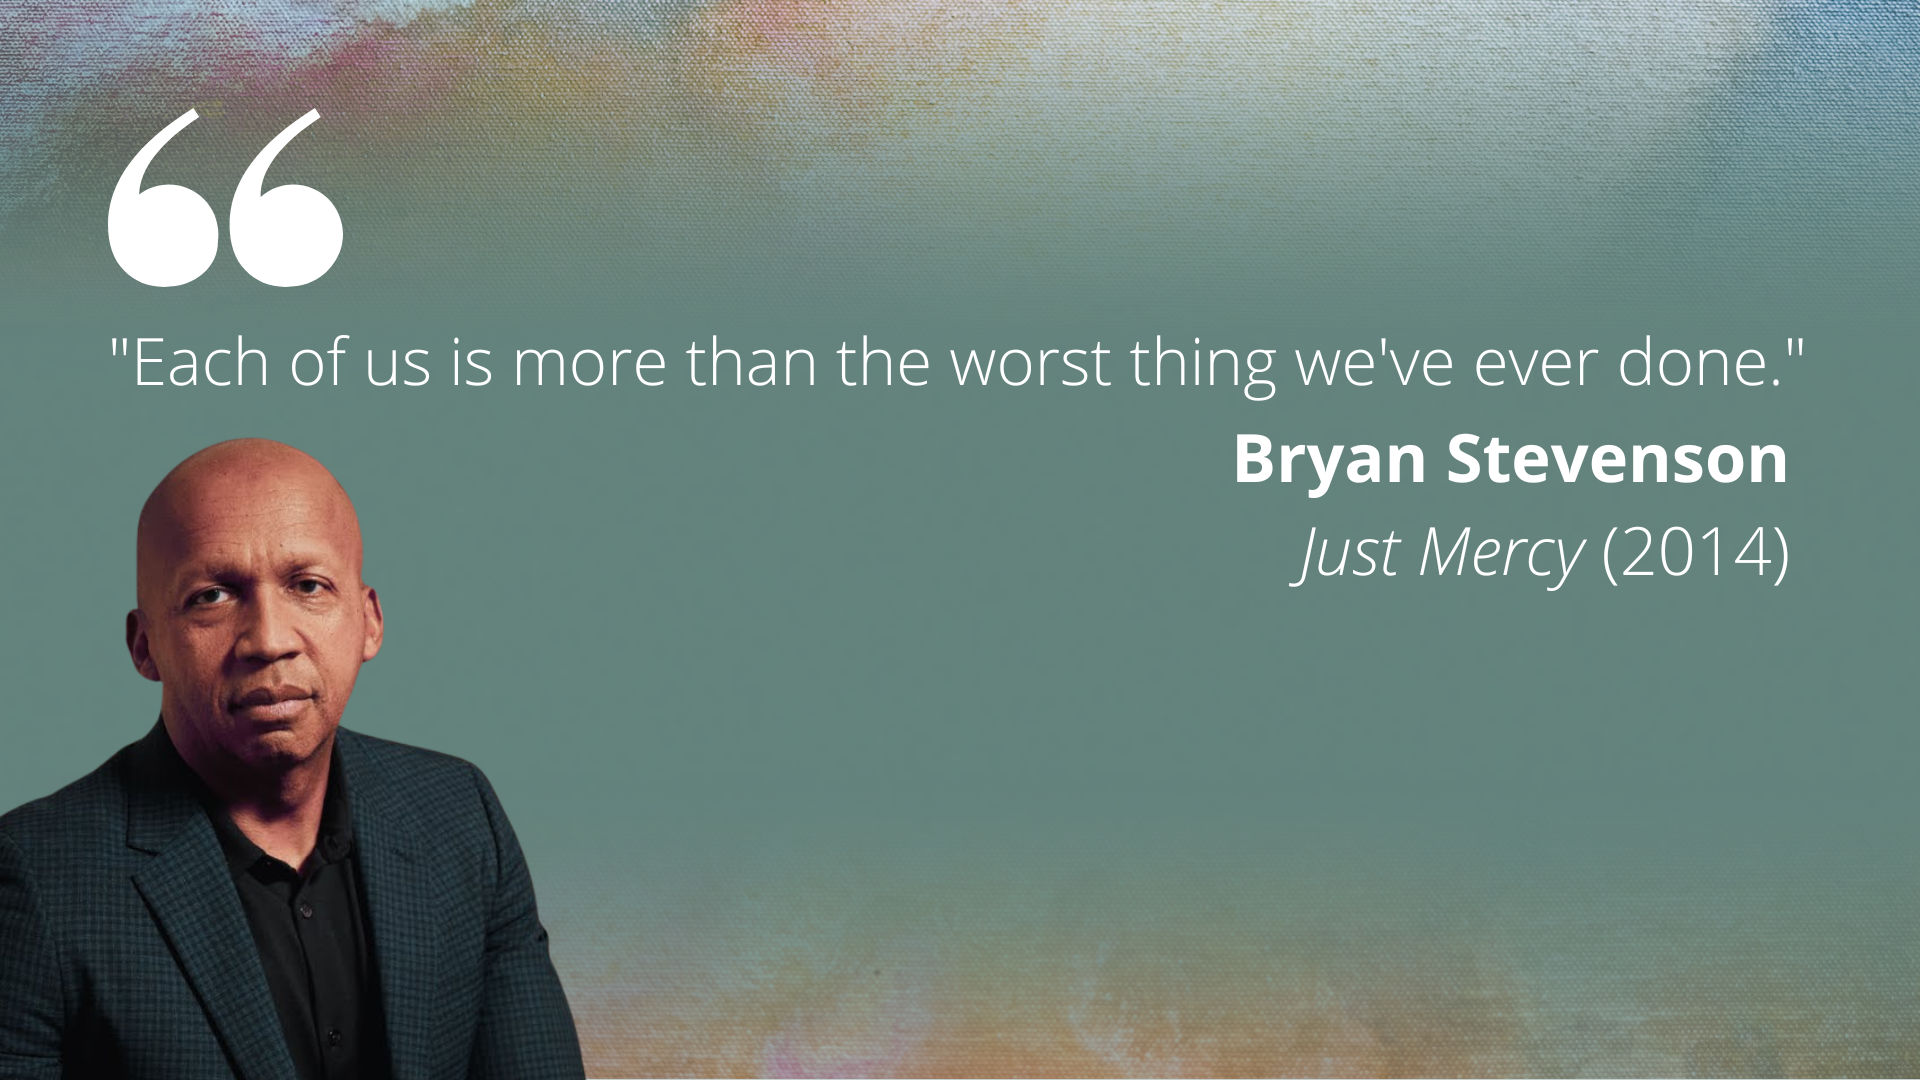 "Each of us is more than the worst thing we've ever done."
Bryan Stevenson
Just Mercy (2014)